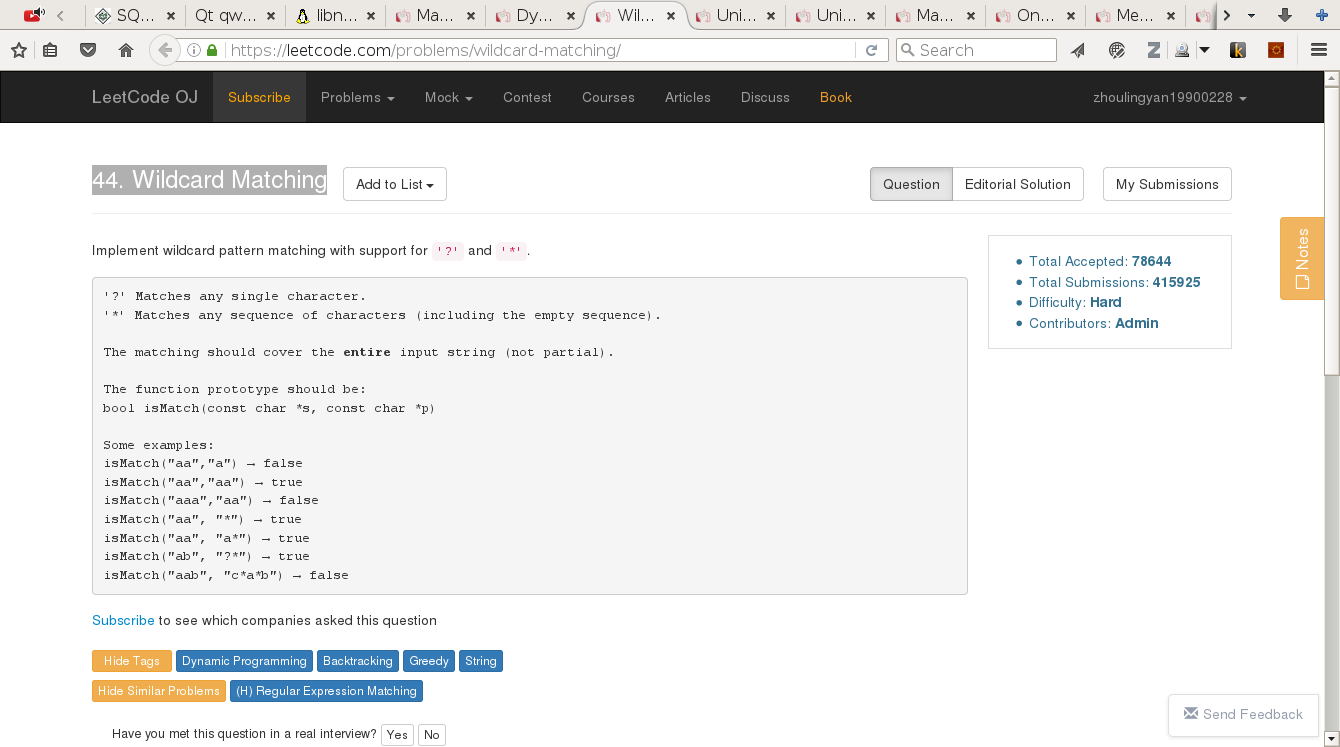 SQ... Qt qw... libn... Ma... Dy... Wil... Uni... Uni... Ma... On... Me...
https://leetcode.com/problems/wildcard-matching/ Search
LeetCode OJ Subscribe Problems Mock Contest Courses Articles Discuss Book zhoulingyan19900228
44. Wildcard Matching Add to List Question Editorial Solution My Submissions
Notes
Implement wildcard pattern matching with support for '?' and '*'.
'?' Matches any single character.
'*' Matches any sequence of characters (including the empty sequence).
The matching should cover the entire input string (not partial).
The function prototype should be:
bool isMatch(const char *s, const char *p)
Some examples:
isMatch("aa","a") → false
isMatch("aa","aa") → true
isMatch("aaa","aa") → false
isMatch("aa", "*") → true
isMatch("aa", "a*") → true
isMatch("ab", "?*") → true
isMatch("aab", "c*a*b") → false
Total Accepted: 78644
Total Submissions: 415925
Difficulty: Hard
Contributors: Admin
Subscribe to see which companies asked this question
Hide Tags Dynamic Programming Backtracking Greedy String
Hide Similar Problems (H) Regular Expression Matching
Have you met this question in a real interview? Yes No
Send Feedback